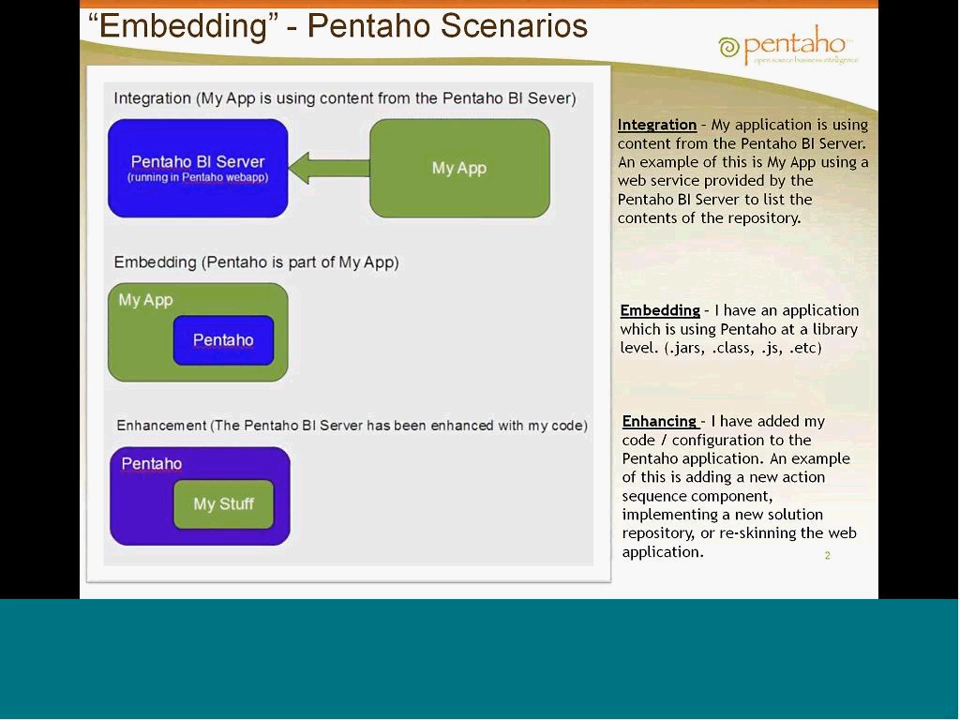 “Embedding” - Pentaho Scenarios
pentaho
open source business intelligence
Integration (My App is using content from the Pentaho BI Sever)
Pentaho BI Server
(running in Pentaho webapp)
My App
Integration – My application is using
content from the Pentaho BI Server.
An example of this is My App using a
web service provided by the
Pentaho BI Server to list the
contents of the repository.
Embedding (Pentaho is part of My App)
My App
Pentaho
Embedding – I have an application
which is using Pentaho at a library
level. (.jars, .class, .js, .etc)
Enhancement (The Pentaho BI Server has been enhanced with my code)
Pentaho
My Stuff
Enhancing – I have added my
code / configuration to the
Pentaho application. An example
of this is adding a new action
sequence component,
implementing a new solution
repository, or re-skinning the web
application.
2